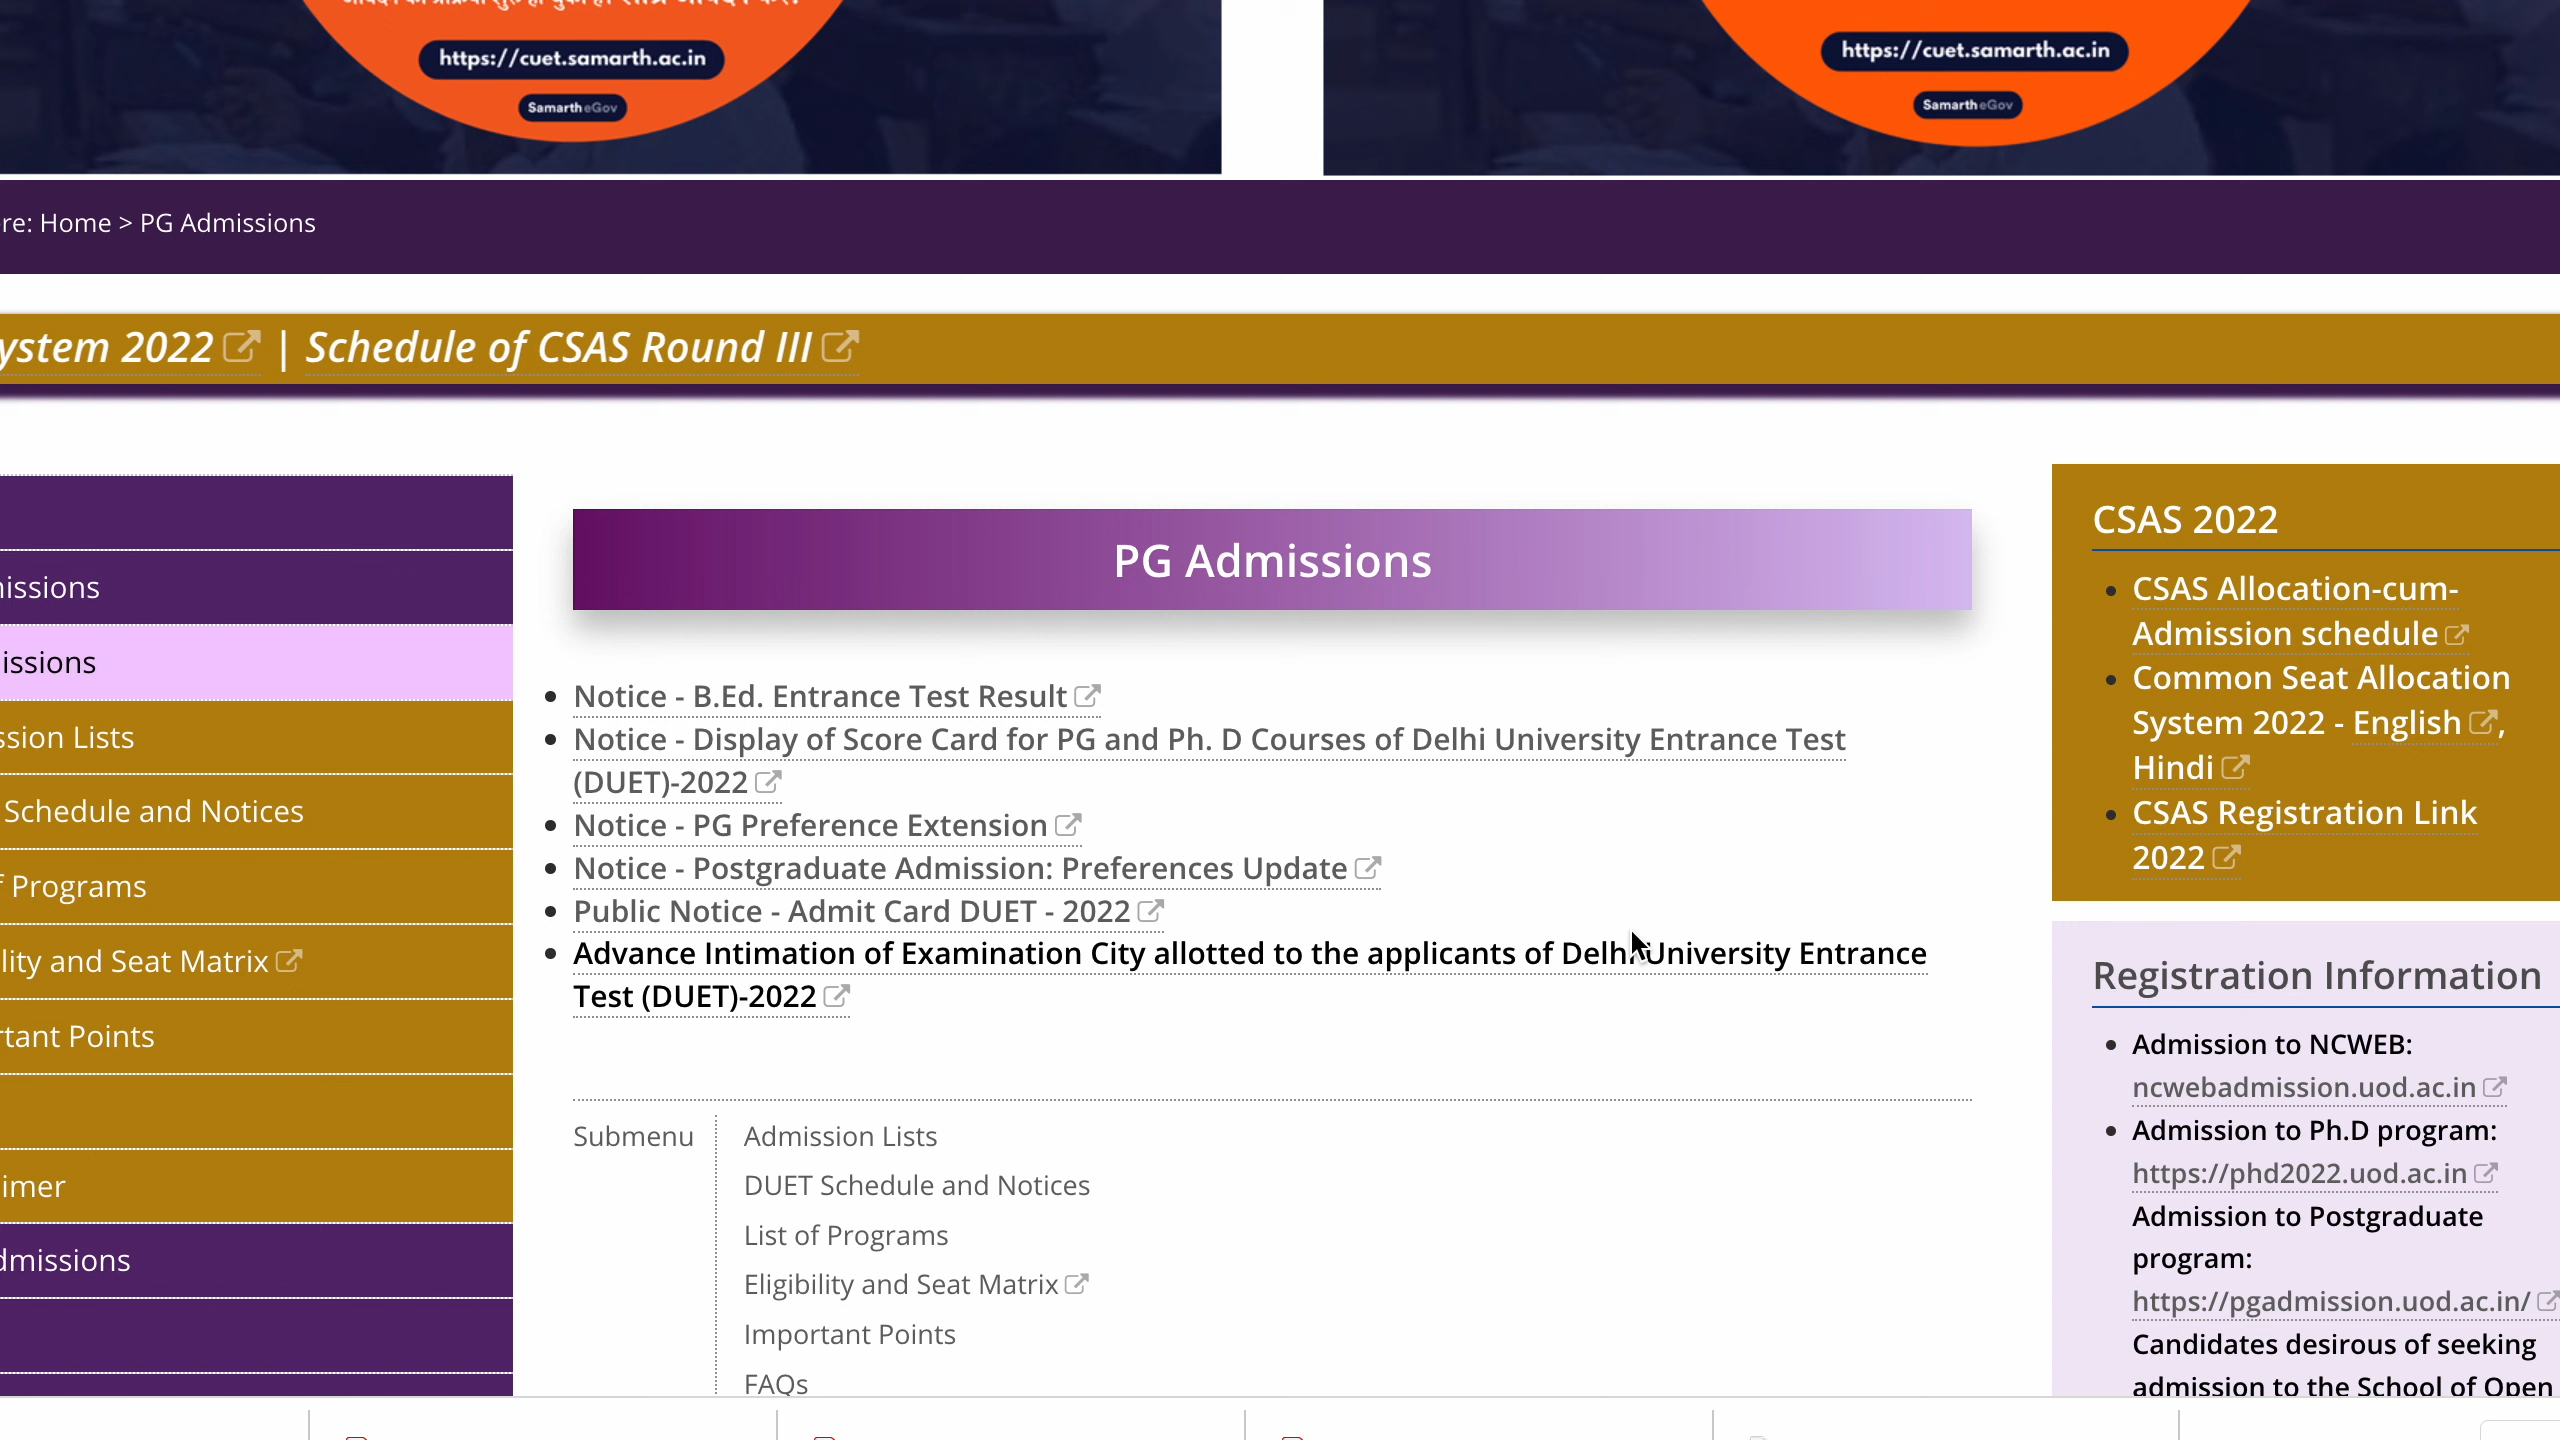 https://cuet.samarth.ac.in
https://cuet.samarth.ac.in
Samarth eGov
Samarth eGov
re: Home > PG Admissions
ystem 2022 | Schedule of CSAS Round III
issions
issions
sion Lists
Schedule and Notices
f Programs
lity and Seat Matrix
tant Points
imer
dmissions
PG Admissions
Notice - B.Ed. Entrance Test Result
Notice - Display of Score Card for PG and Ph. D Courses of Delhi University Entrance Test
(DUET)-2022
Notice - PG Preference Extension
Notice - Postgraduate Admission: Preferences Update
Public Notice - Admit Card DUET - 2022
Advance Intimation of Examination City allotted to the applicants of Delhi University Entrance
Test (DUET)-2022
Submenu
Admission Lists
DUET Schedule and Notices
List of Programs
Eligibility and Seat Matrix
Important Points
FAQs
CSAS 2022
CSAS Allocation-cum-
Admission schedule
Common Seat Allocation
System 2022 - English,
Hindi
CSAS Registration Link
2022
Registration Information
Admission to NCWEB:
ncwebadmission.uod.ac.in
Admission to Ph.D program:
https://phd2022.uod.ac.in
Admission to Postgraduate
program:
https://pgadmission.uod.ac.in/
Candidates desirous of seeking
admission to the School of Open